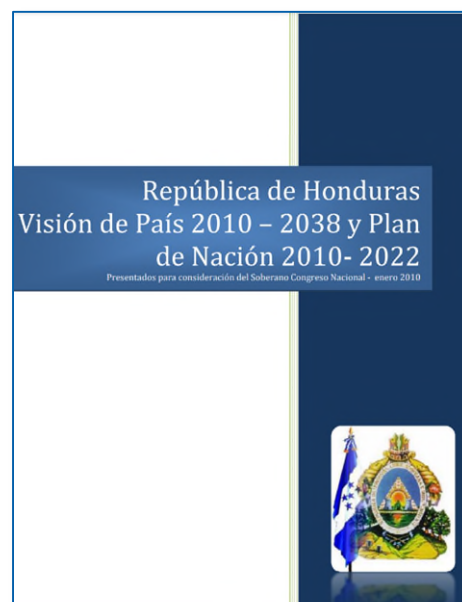 República de Honduras
Visión de País 2010 – 2038 y Plan
de Nación 2010- 2022
Presentados para consideración del Soberano Congreso Nacional - enero 2010